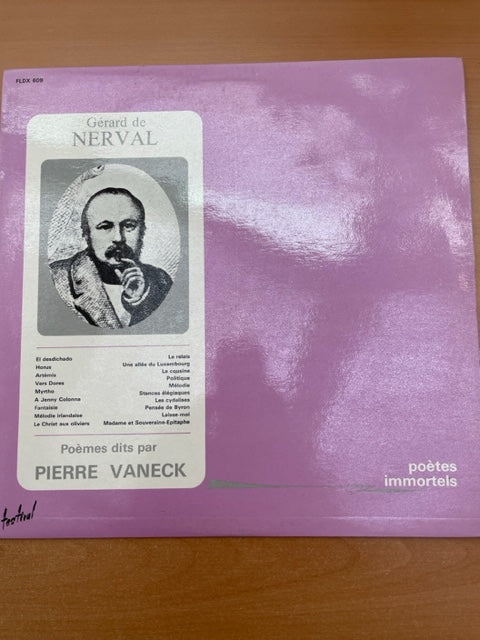 FLDX 609
Gérard de
NERVAL
El desdichado
Horus
Artémis
Vers Dores
Myrtho
A Jenny Colonna
Fantaisie
Mélodie irlandaise
Le Christ aux oliviers
Le relais
Une allée du Luxembourg
La cousine
Politique
Mélodie
Stances élégiaques
Les cydalises
Pensée de Byron
Laisse-moi
Madame et Souveraine-Epitaphe
Poèmes dits par
PIERRE VANECK
poètes
immortels
festival